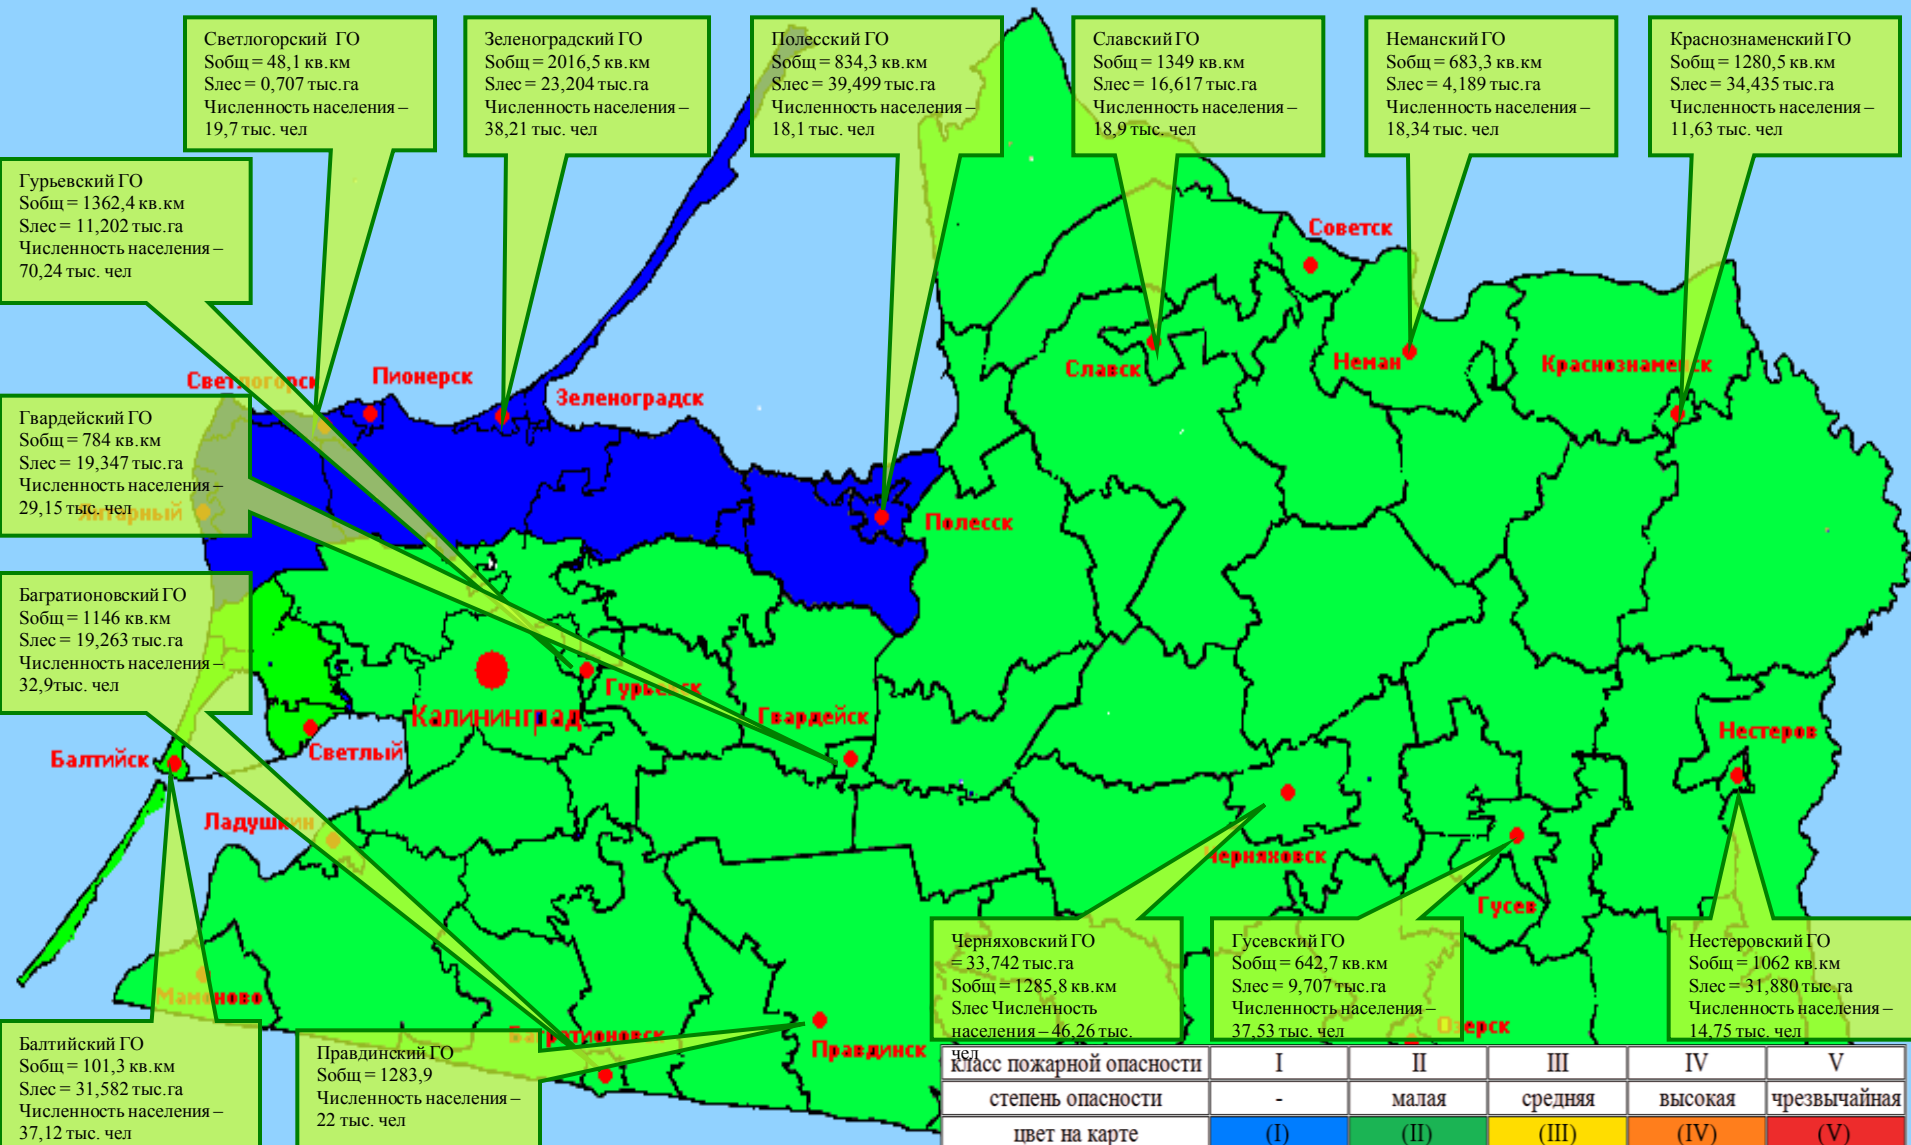 Светлогорский ГО
Sобщ = 48,1 кв.км
Sлес = 0,707 тыс.га
Численность населения –
19,7 тыс. чел
Зеленоградский ГО
Sобщ = 2016,5 кв.км
Sлес = 23,204 тыс.га
Численность населения –
38,21 тыс. чел
Полесский ГО
Sобщ = 834,3 кв.км
Sлес = 39,499 тыс.га
Численность населения –
18,1 тыс. чел
Славский ГО
Sобщ = 1349 кв.км
Sлес = 16,617 тыс.га
Численность населения –
18,9 тыс. чел
Неманский ГО
Sобщ = 683,3 кв.км
Sлес = 4,189 тыс.га
Численность населения –
18,34 тыс. чел
Краснознаменский ГО
Sобщ = 1280,5 кв.км
Sлес = 34,435 тыс.га
Численность населения –
11,63 тыс. чел
Гурьевский ГО
Sобщ = 1362,4 кв.км
Sлес = 11,202 тыс.га
Численность населения –
70,24 тыс. чел
Советск
Славск
Неман
Краснознаменск
Светлогорск
Пионерск
Зеленоградск
Гвардейский ГО
Sобщ = 784 кв.км
Sлес = 19,347 тыс.га
Численность населения –
29,15 тыс. чел
Янтарный
Полесск
Багратионовский ГО
Sобщ = 1146 кв.км
Sлес = 19,263 тыс.га
Численность населения –
32,9тыс. чел
Гурьевск
Калининград
Гвардейск
Нестеров
Балтийск
Светлый
Ладушкин
Черняховск
Гусев
Мамоново
Багратионовск
Правдинск
Озерск
Черняховский ГО
= 33,742 тыс.га
Sобщ = 1285,8 кв.км
Sлес Численность
населения – 46,26 тыс.
чел
Гусевский ГО
Sобщ = 642,7 кв.км
Sлес = 9,707 тыс.га
Численность населения –
37,53 тыс. чел
Нестеровский ГО
Sобщ = 1062 кв.км
Sлес = 31,880 тыс.га
Численность населения –
14,75 тыс. чел
Балтийский ГО
Sобщ = 101,3 кв.км
Sлес = 31,582 тыс.га
Численность населения –
37,12 тыс. чел
Правдинский ГО
Sобщ = 1283,9
Численность населения –
22 тыс. чел
класс пожарной опасности I II III IV V
степень опасности - малая средняя высокая чрезвычайная
цвет на карте (I) (II) (III) (IV) (V)